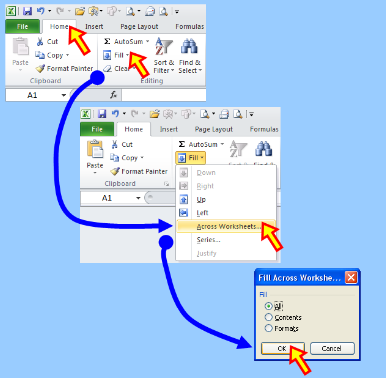 File Home Insert Page Layout Formulas
Cut
Copy
Format Painter
Paste
Clipboard
AutoSum
Fill
Clea
Sort & Filter
Find & Select
Editing
A1 fx
File Home Insert Page Layout Formulas
Cut
Copy
Format Painter
Paste
Clipboard
AutoSum
Fill
Down
Right
Up
Left
Across Worksheets...
Series...
Justify
A1
Fill Across Workshe...
Fill
All
Contents
Formats
OK Cancel